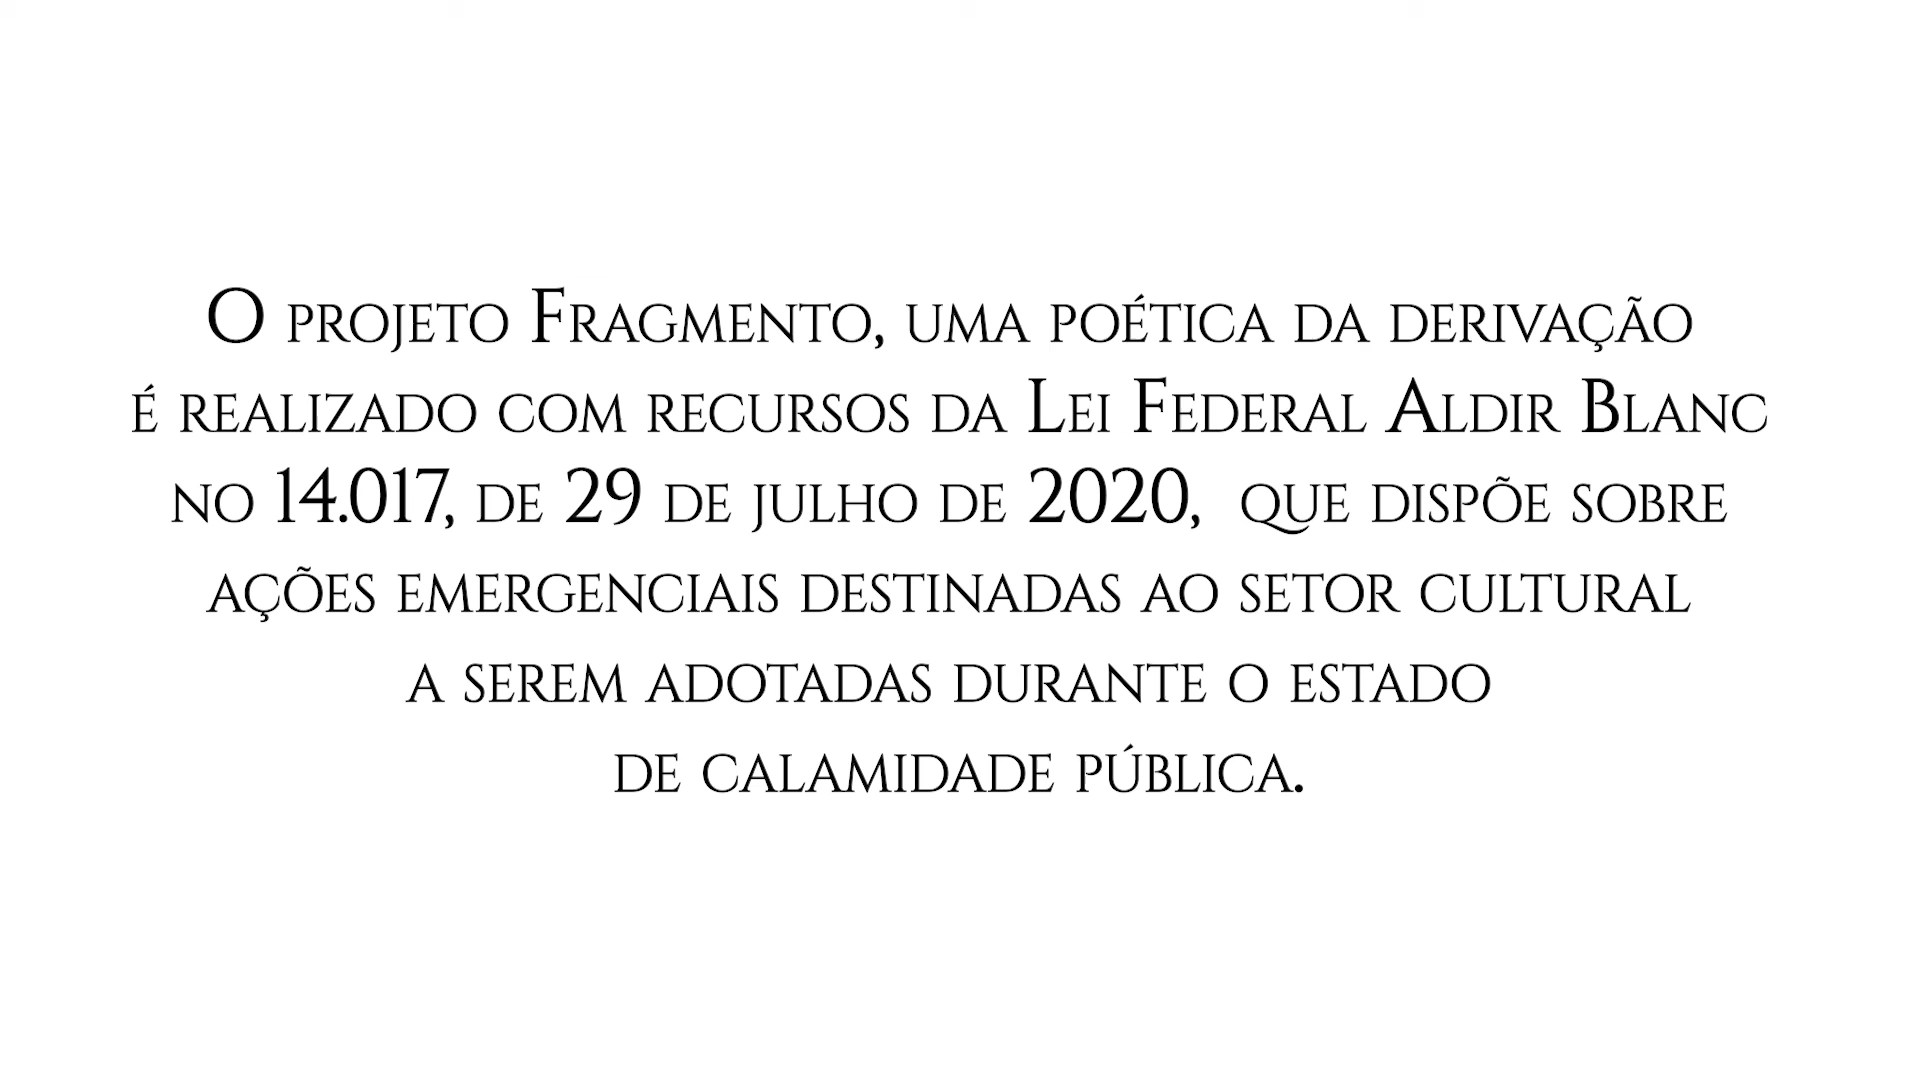 O projeto Fragmento, uma poética da derivação
é realizado com recursos da Lei Federal Aldir Blanc
no 14.017, de 29 de julho de 2020,  que dispõe sobre
ações emergenciais destinadas ao setor cultural
a serem adotadas durante o estado
de calamidade pública.